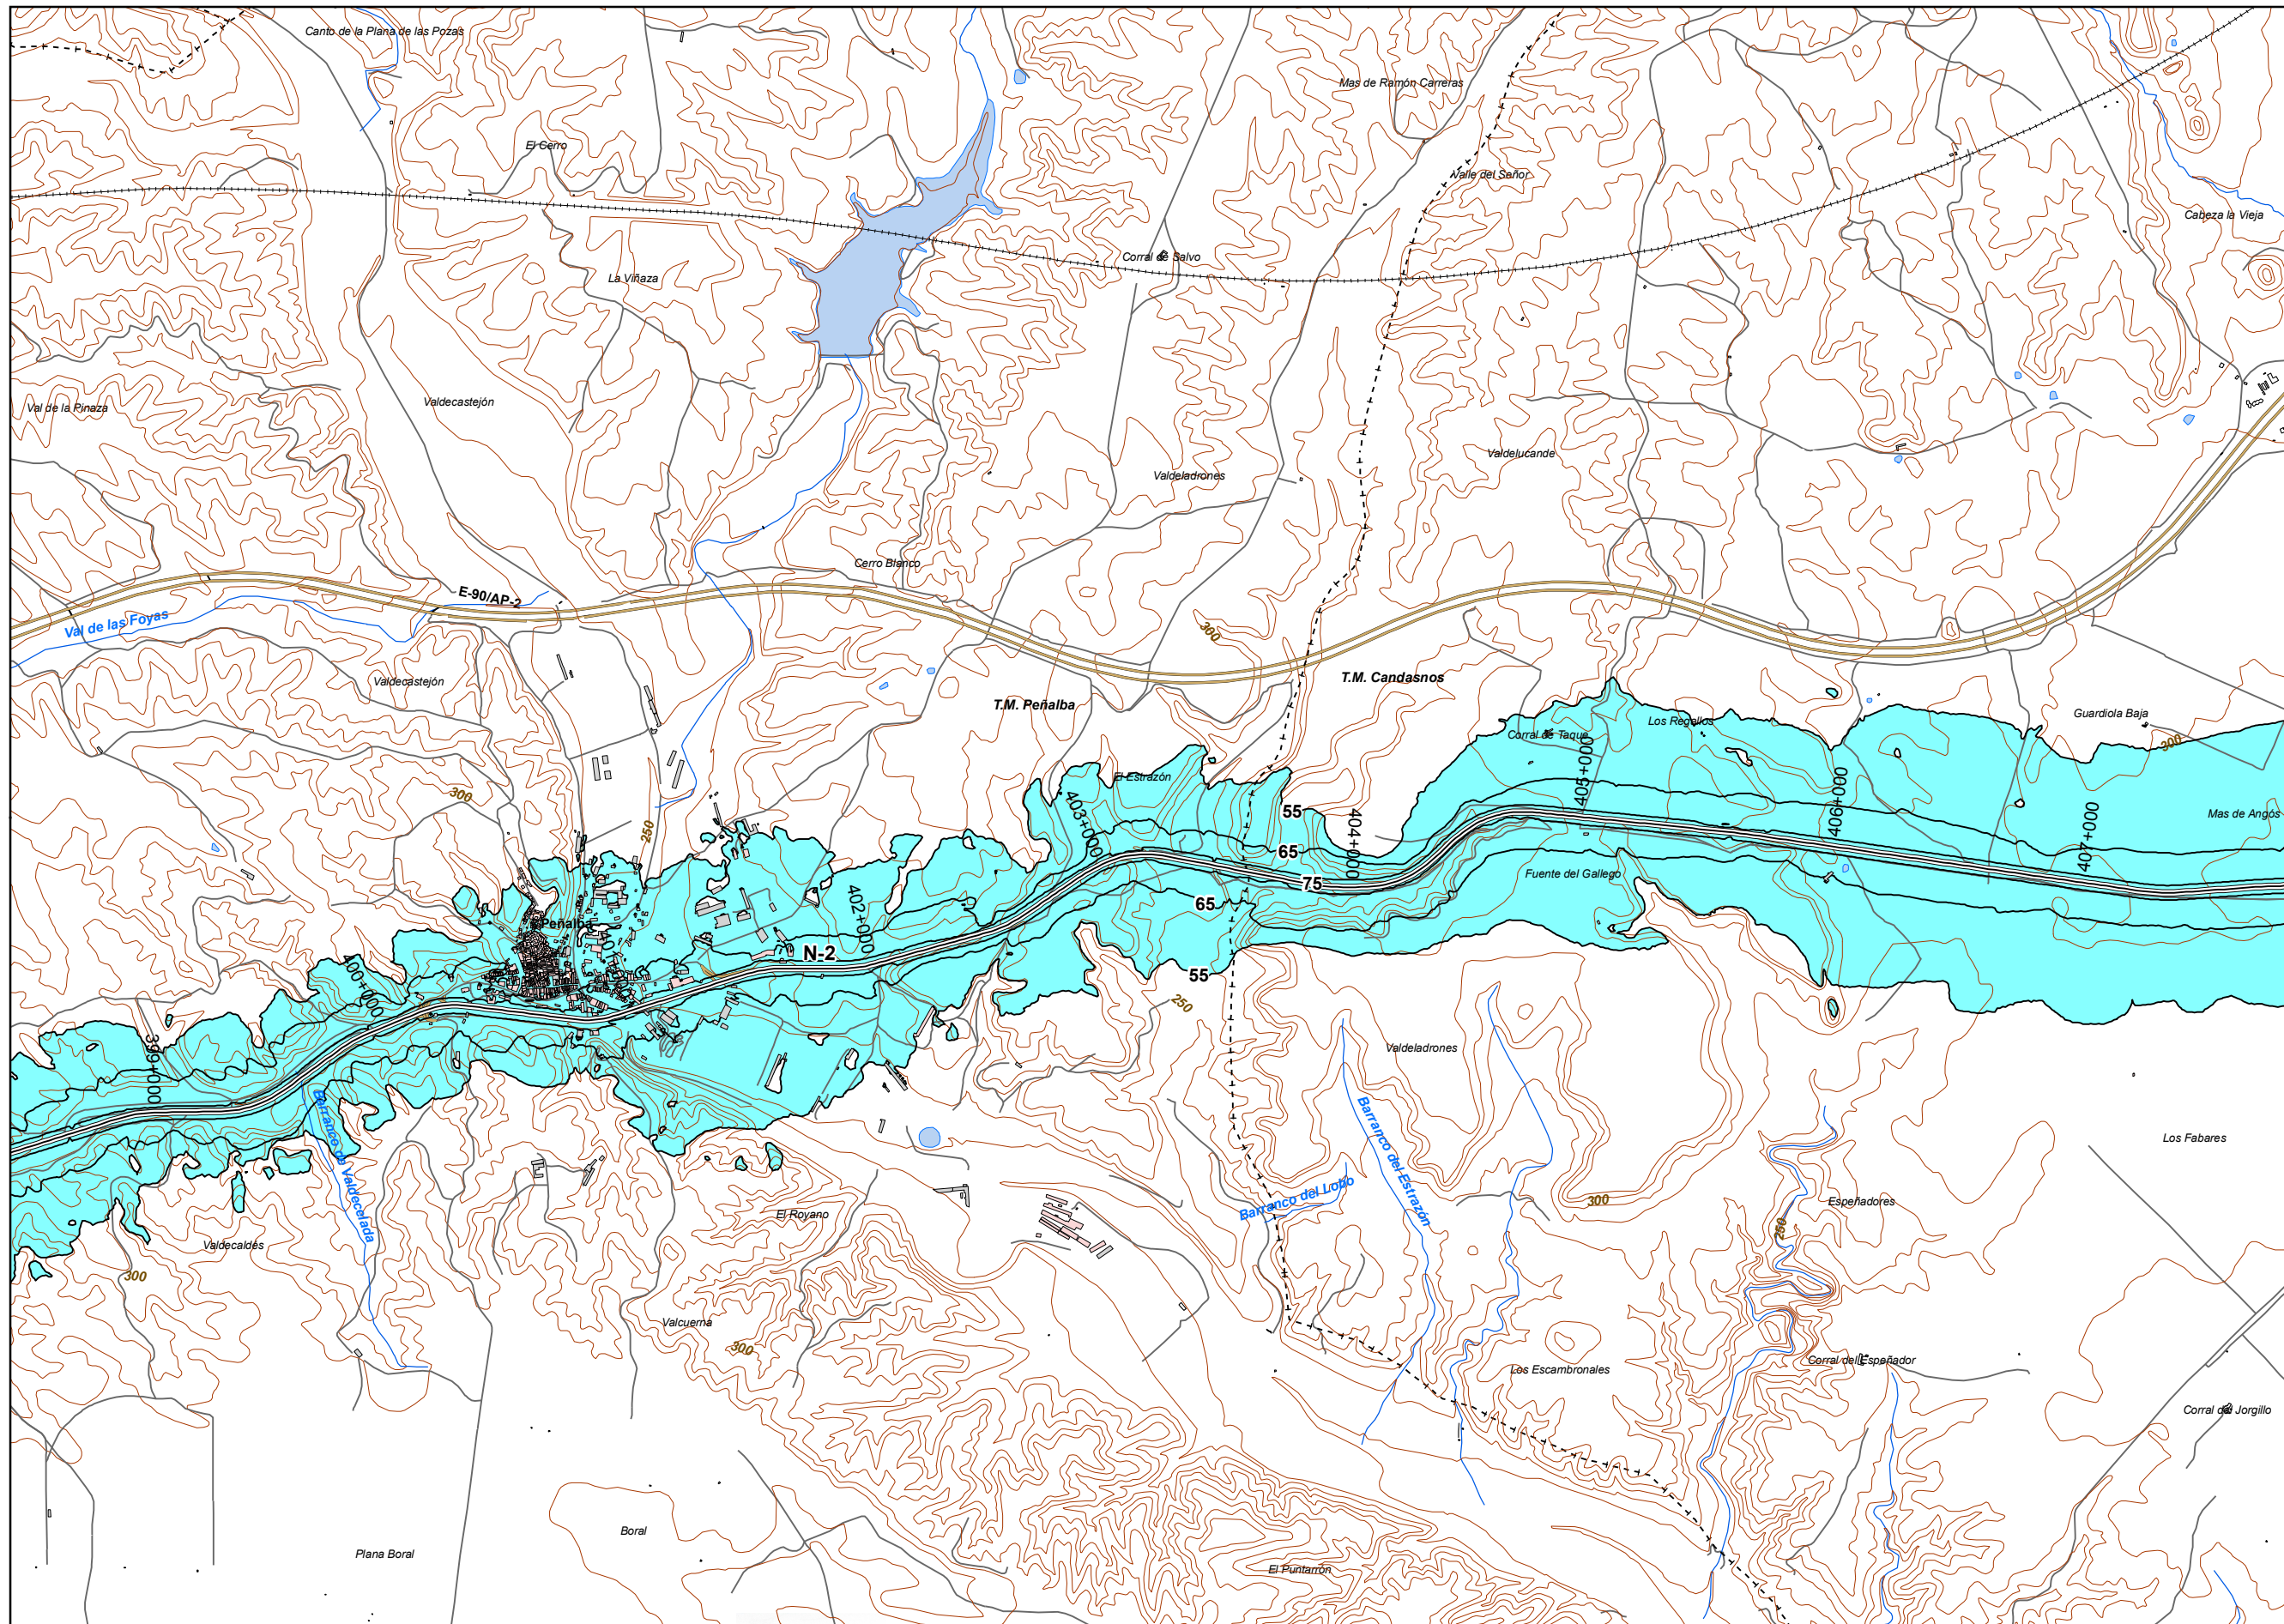 Canto de la Plana de las Pozas
Mas de Ramón Carreras
El Cerro
Valle del Señor
Cabeza la Vieja
Corral de Salvo
La Viñaza
Valdecastejón
Val de la Pinaza
Valdelucande
Valdeladrones
Cerro Blanco
E-90/AP-2
Val de las Foyas
300
T.M. Candasnos
Valdecastejón
T.M. Peñalba
Guardiola Baja
Los Regallos
Corral de Taque
300
El Estrazón
405+000
300
403+000
55
404+000
406+000
407+000
Mas de Angós
250
65
Fuente del Gallego
75
65
Peñalba
402+000
N-2
400+000
55
250
399+000
Valdeladrones
Barranco de Valdecelada
Barranco del Estrazón
Los Fabares
Barranco del Lobo
300
Espeñadores
El Royano
250
Valdecaldés
300
Valcuerna
300
Los Escambronales
Corral del Espeñador
Corral de Jorgillo
Boral
Plana Boral
El Puntarrón